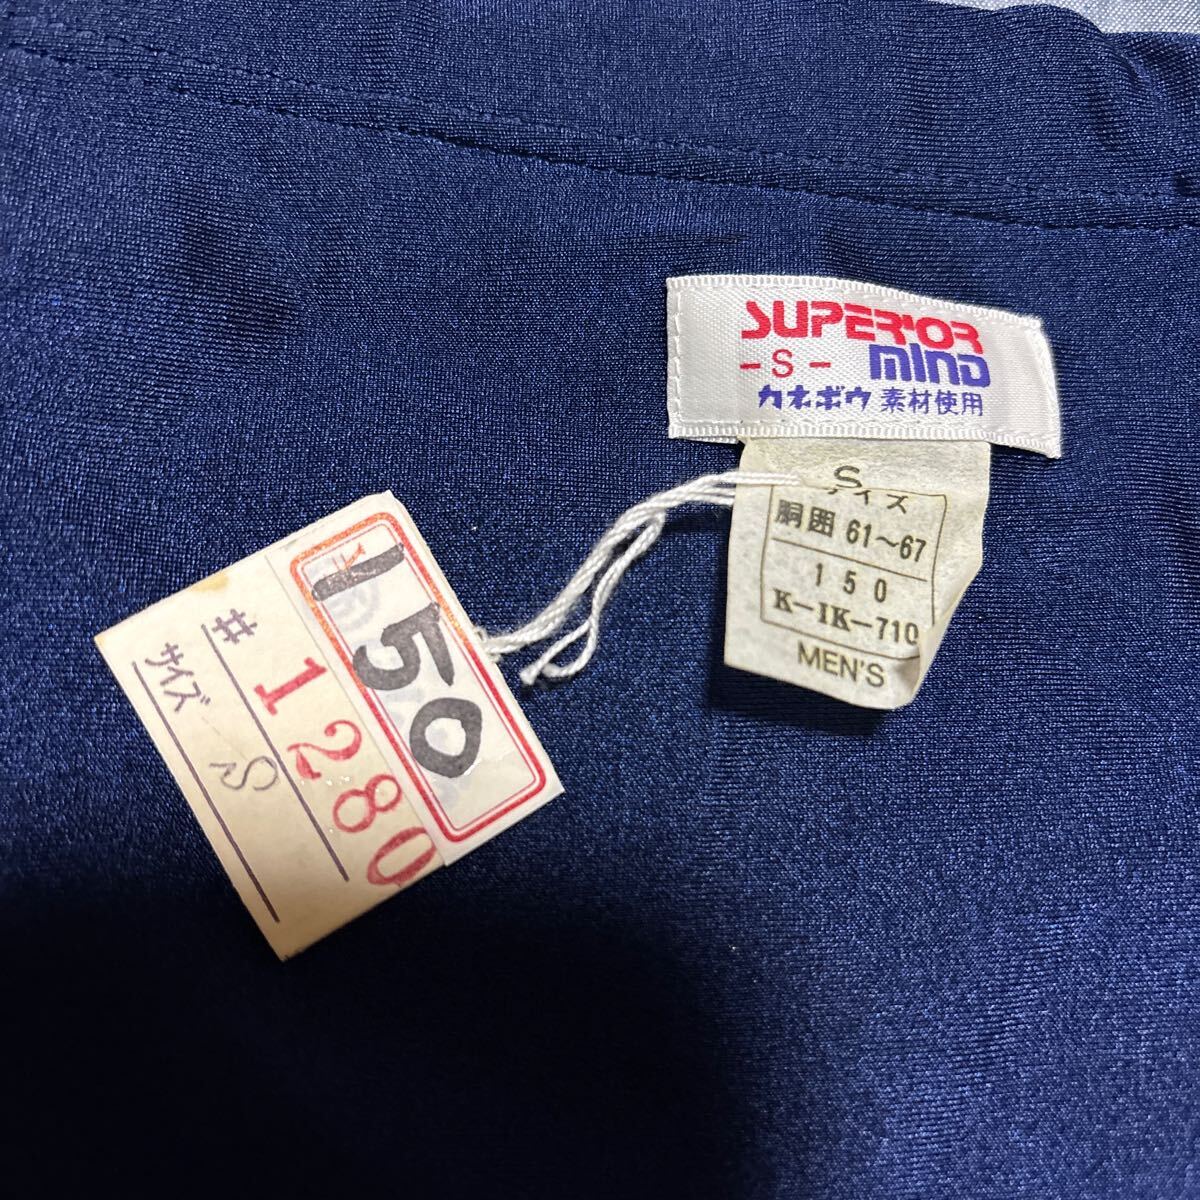 SUPERIOR
- S - mind
カネボウ 素材使用
S
サイズ
胴囲 61～67
150
K-IK-710
MEN'S
150
# 1280
サイズ S